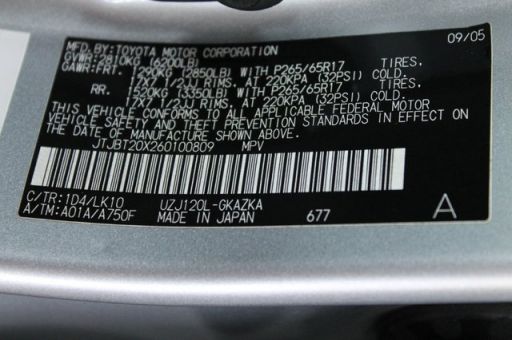 MFD.BY:TOYOTA MOTOR CORPORATION 09/05
GVWR:2810KG (6200LB)
GAWR:FRT. 1290KG (2850LB) WITH P265/65R17 TIRES,
17X7 1/2JJ RIMS, AT 220KPA (32PSI) COLD.
RR. 1520KG (3350LB) WITH P265/65R17 TIRES,
17X7 1/2JJ RIMS, AT 220KPA (32PSI) COLD.
THIS VEHICLE CONFORMS TO ALL APPLICABLE FEDERAL MOTOR
VEHICLE SAFETY AND THEFT PREVENTION STANDARDS IN EFFECT ON
THE DATE OF MANUFACTURE SHOWN ABOVE.
JTJBT20X260100809 MPV
C/TR:1D4/LK10 UZJ120L-GKAZKA
A/TM:A01A/A750F MADE IN JAPAN 677 A